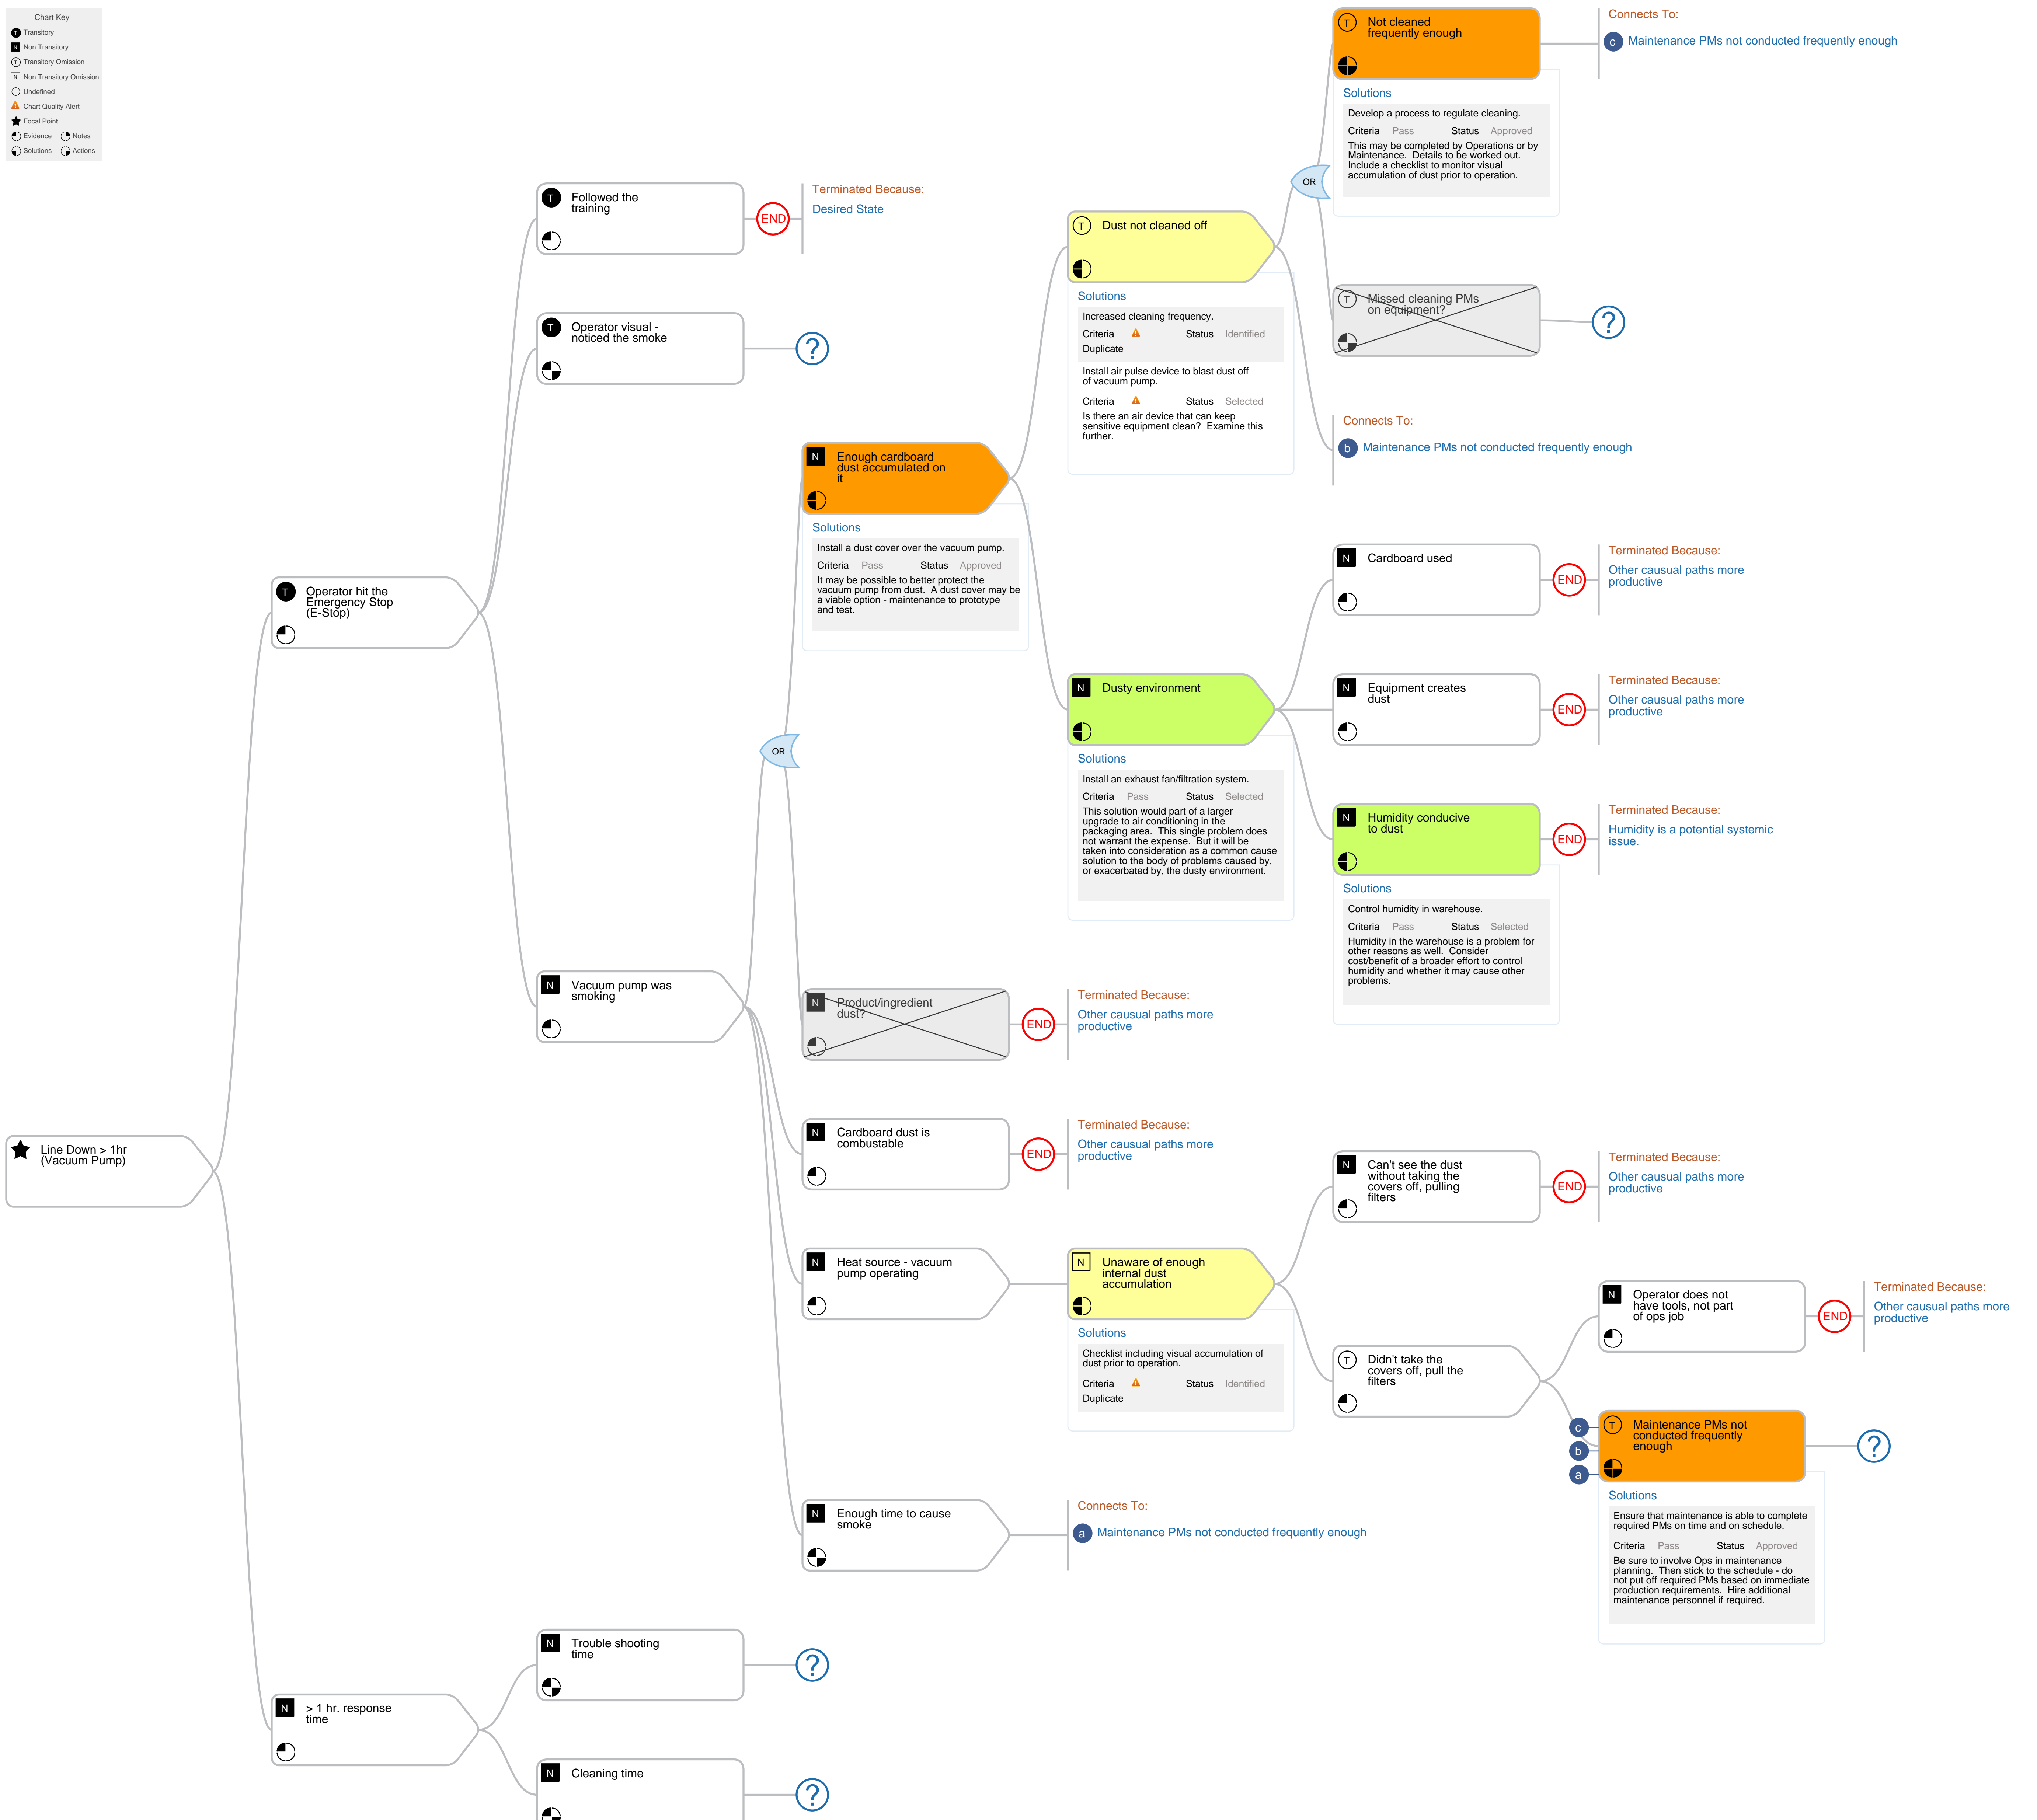 Chart Key
T Transitory
N Non Transitory
T Transitory Omission
N Non Transitory Omission
Undefined
Chart Quality Alert
Focal Point
Evidence Notes
Solutions Actions
Line Down > 1hr
(Vacuum Pump)
T Operator hit the
Emergency Stop
(E-Stop)
N > 1 hr. response
time
T Followed the
training
END
Terminated Because:
Desired State
T Operator visual -
noticed the smoke
?
N Vacuum pump was
smoking
N Trouble shooting
time
?
N Cleaning time
?
OR
N Enough cardboard
dust accumulated on
it
Solutions
Install a dust cover over the vacuum pump.
Criteria Pass Status Approved
It may be possible to better protect the
vacuum pump from dust. A dust cover may be
a viable option - maintenance to prototype
and test.
N Product/ingredient
dust?
END
Terminated Because:
Other causual paths more
productive
N Cardboard dust is
combustable
END
Terminated Because:
Other causual paths more
productive
N Heat source - vacuum
pump operating
N Enough time to cause
smoke
Connects To:
a Maintenance PMs not conducted frequently enough
T Dust not cleaned off
Solutions
Increased cleaning frequency.
Criteria Status Identified
Duplicate
Install air pulse device to blast dust off
of vacuum pump.
Criteria Status Selected
Is there an air device that can keep
sensitive equipment clean? Examine this
further.
N Dusty environment
Solutions
Install an exhaust fan/filtration system.
Criteria Pass Status Selected
This solution would part of a larger
upgrade to air conditioning in the
packaging area. This single problem does
not warrant the expense. But it will be
taken into consideration as a common cause
solution to the body of problems caused by,
or exacerbated by, the dusty environment.
N Unaware of enough
internal dust
accumulation
Solutions
Checklist including visual accumulation of
dust prior to operation.
Criteria Status Identified
Duplicate
OR
T Not cleaned
frequently enough
Connects To:
c Maintenance PMs not conducted frequently enough
Solutions
Develop a process to regulate cleaning.
Criteria Pass Status Approved
This may be completed by Operations or by
Maintenance. Details to be worked out.
Include a checklist to monitor visual
accumulation of dust prior to operation.
T Missed cleaning PMs
on equipment?
?
Connects To:
b Maintenance PMs not conducted frequently enough
N Cardboard used
END
Terminated Because:
Other causual paths more
productive
N Equipment creates
dust
END
Terminated Because:
Other causual paths more
productive
N Humidity conducive
to dust
END
Terminated Because:
Humidity is a potential systemic
issue.
Solutions
Control humidity in warehouse.
Criteria Pass Status Selected
Humidity in the warehouse is a problem for
other reasons as well. Consider
cost/benefit of a broader effort to control
humidity and whether it may cause other
problems.
N Can't see the dust
without taking the
covers off, pulling
filters
END
Terminated Because:
Other causual paths more
productive
T Didn't take the
covers off, pull the
filters
N Operator does not
have tools, not part
of ops job
END
Terminated Because:
Other causual paths more
productive
c
b
a
T Maintenance PMs not
conducted frequently
enough
?
Solutions
Ensure that maintenance is able to complete
required PMs on time and on schedule.
Criteria Pass Status Approved
Be sure to involve Ops in maintenance
planning. Then stick to the schedule - do
not put off required PMs based on immediate
production requirements. Hire additional
maintenance personnel if required.